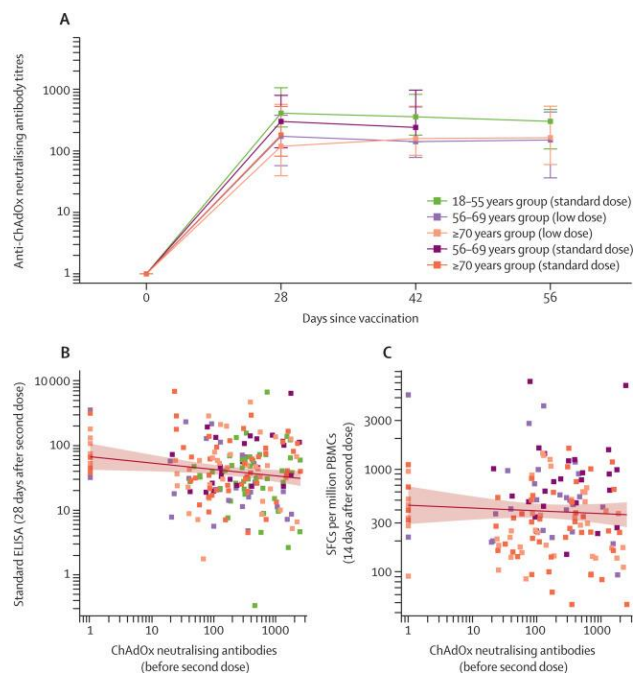 A
Anti-ChAdOx neutralising antibody titres
1000
100
10
1
0
28
42
56
Days since vaccination
18–55 years group (standard dose)
56–69 years group (low dose)
≥70 years group (low dose)
56–69 years group (standard dose)
≥70 years group (standard dose)
B
Standard ELISA (28 days after second dose)
10 000
100
10
1
1
10
100
1000
ChAdOx neutralising antibodies
(before second dose)
C
SFCs per million PBMCs
(14 days after second dose)
3000
1000
300
100
1
10
100
1000
ChAdOx neutralising antibodies
(before second dose)